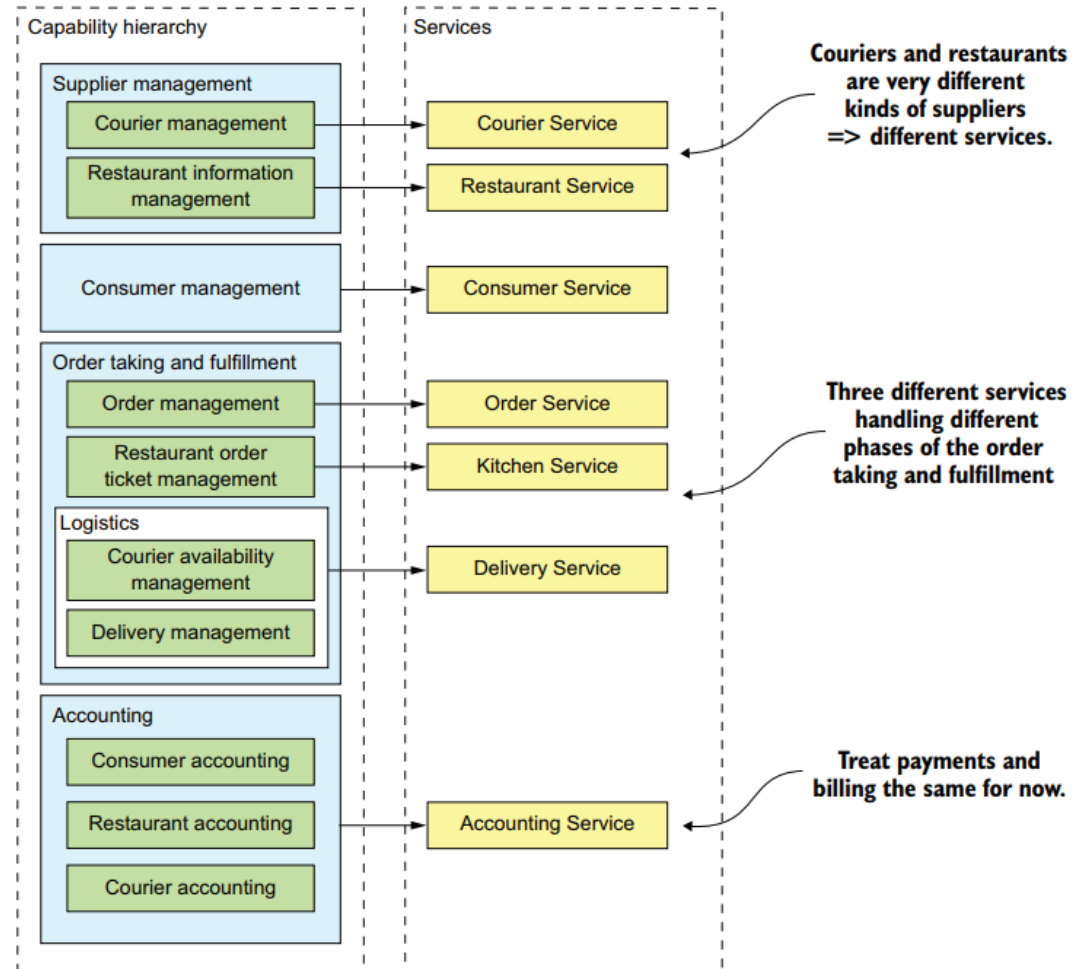 Capability hierarchy
Services
Supplier management
Courier management
Courier Service
Restaurant information
management
Restaurant Service
Couriers and restaurants
are very different
kinds of suppliers
=> different services.
Consumer management
Consumer Service
Order taking and fulfillment
Order management
Order Service
Restaurant order
ticket management
Kitchen Service
Three different services
handling different
phases of the order
taking and fulfillment
Logistics
Courier availability
management
Delivery management
Delivery Service
Accounting
Consumer accounting
Restaurant accounting
Courier accounting
Accounting Service
Treat payments and
billing the same for now.